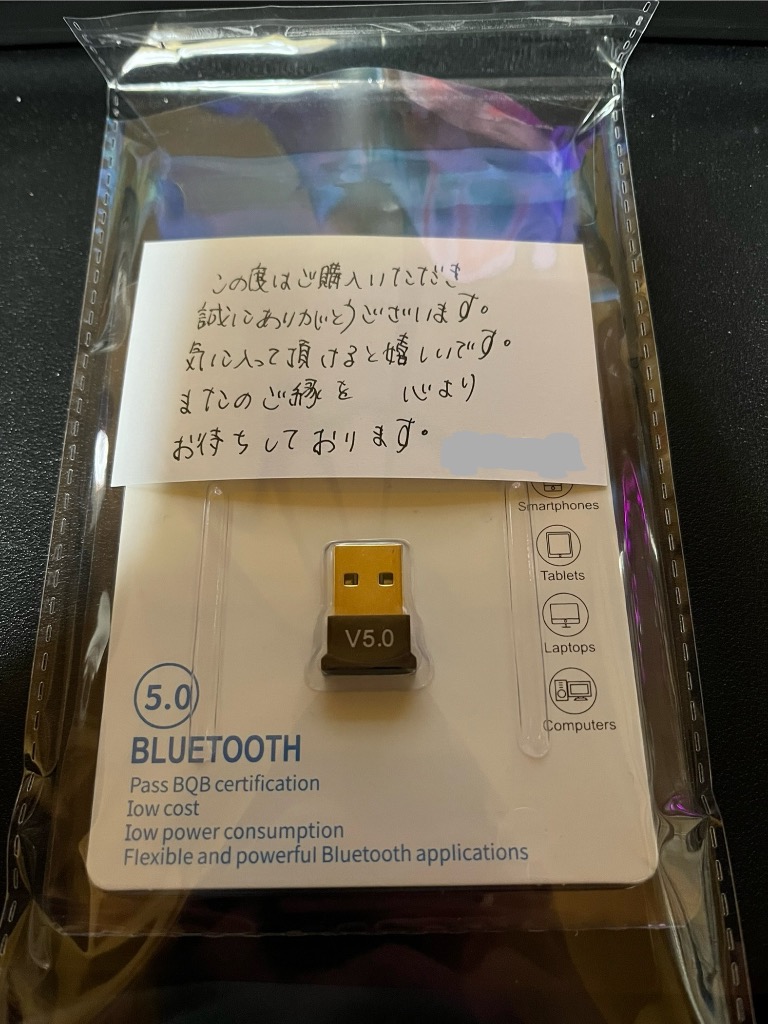 この度はご購入いただき
誠にありがとうございます。
気に入って頂けると嬉しいです。
またのご縁を 心より
お待ちしております。
Smartphones
Tablets
Laptops
Computers
V5.0
5.0
BLUETOOTH
Pass BQB certification
low cost
low power consumption
Flexible and powerful Bluetooth applications